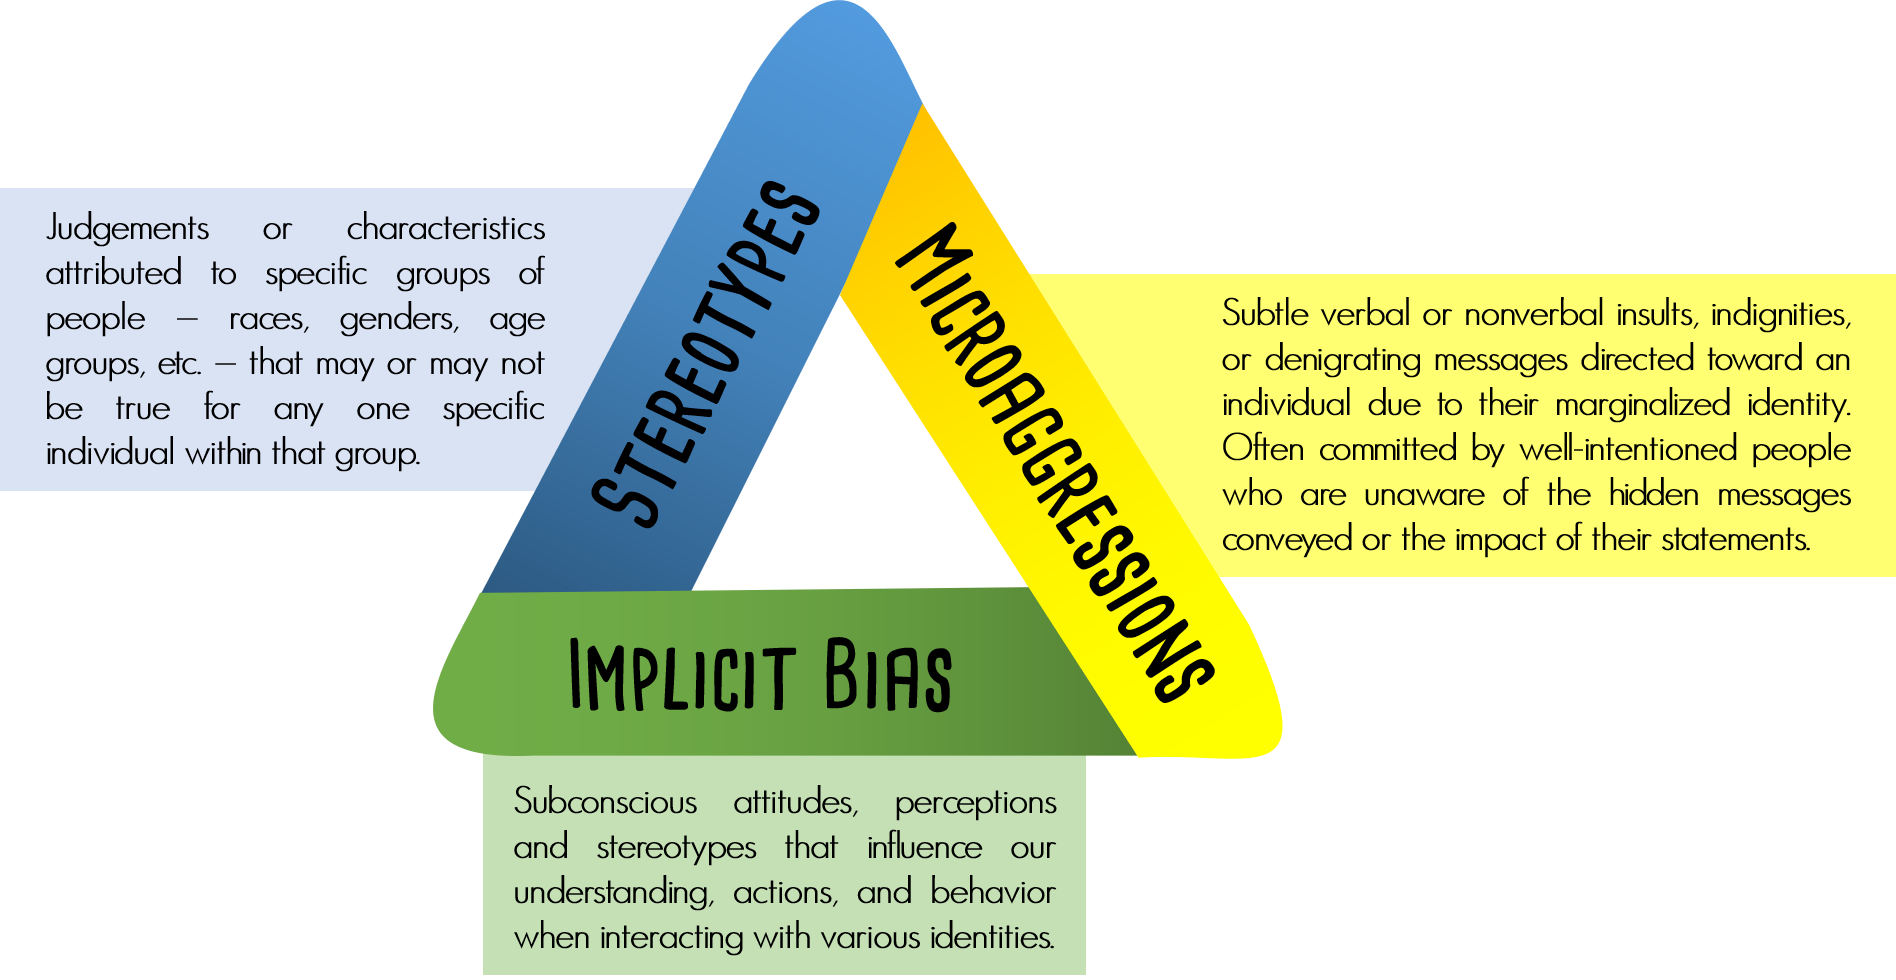 Stereotypes
Judgements or characteristics
attributed to specific groups of
people – races, genders, age
groups, etc. – that may or may not
be true for any one specific
individual within that group.
MicroAggressions
Subtle verbal or nonverbal insults, indignities,
or denigrating messages directed toward an
individual due to their marginalized identity.
Often committed by well-intentioned people
who are unaware of the hidden messages
conveyed or the impact of their statements.
Implicit Bias
Subconscious attitudes, perceptions
and stereotypes that influence our
understanding, actions, and behavior
when interacting with various identities.